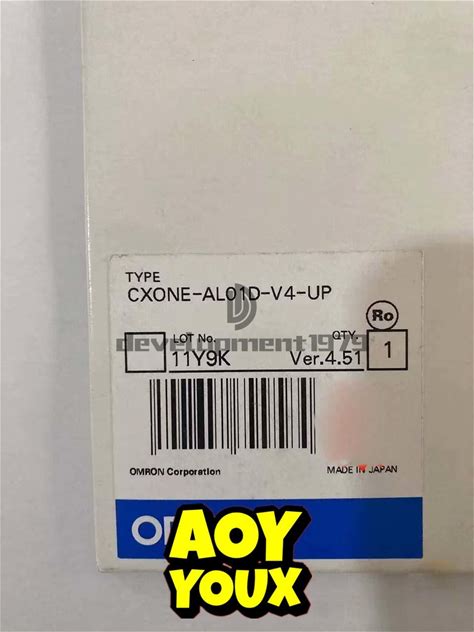 TYPE
CXONE-AL01D-V4-UP
Ro
LOT No. QTY.
development1979
11Y9K Ver.4.51 1
OMRON Corporation MADE IN JAPAN
AOY
YOUX